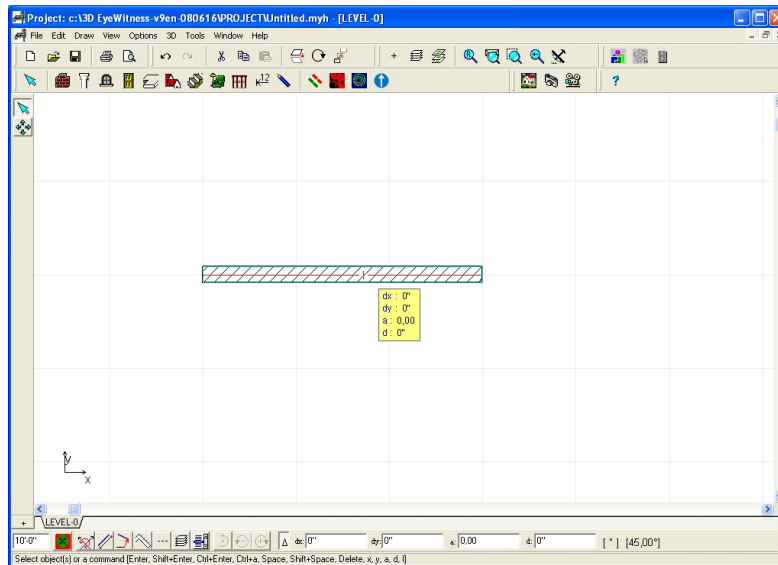 Project: c:\3D EyeWitness-v9en-080616\PROJECT\Untitled.myh - [LEVEL-0]
File Edit Draw View Options 3D Tools Window Help
dx : 0"
dy : 0"
a : 0,00
d : 0"
y
x
+ LEVEL-0
10'-0" Δ dx: 0" dy: 0" a: 0,00 d: 0" [ " ] [45,00°]
Select object(s) or a command [Enter, Shift+Enter, Ctrl+Enter, Ctrl+a, Space, Shift+Space, Delete, x, y, a, d, l]